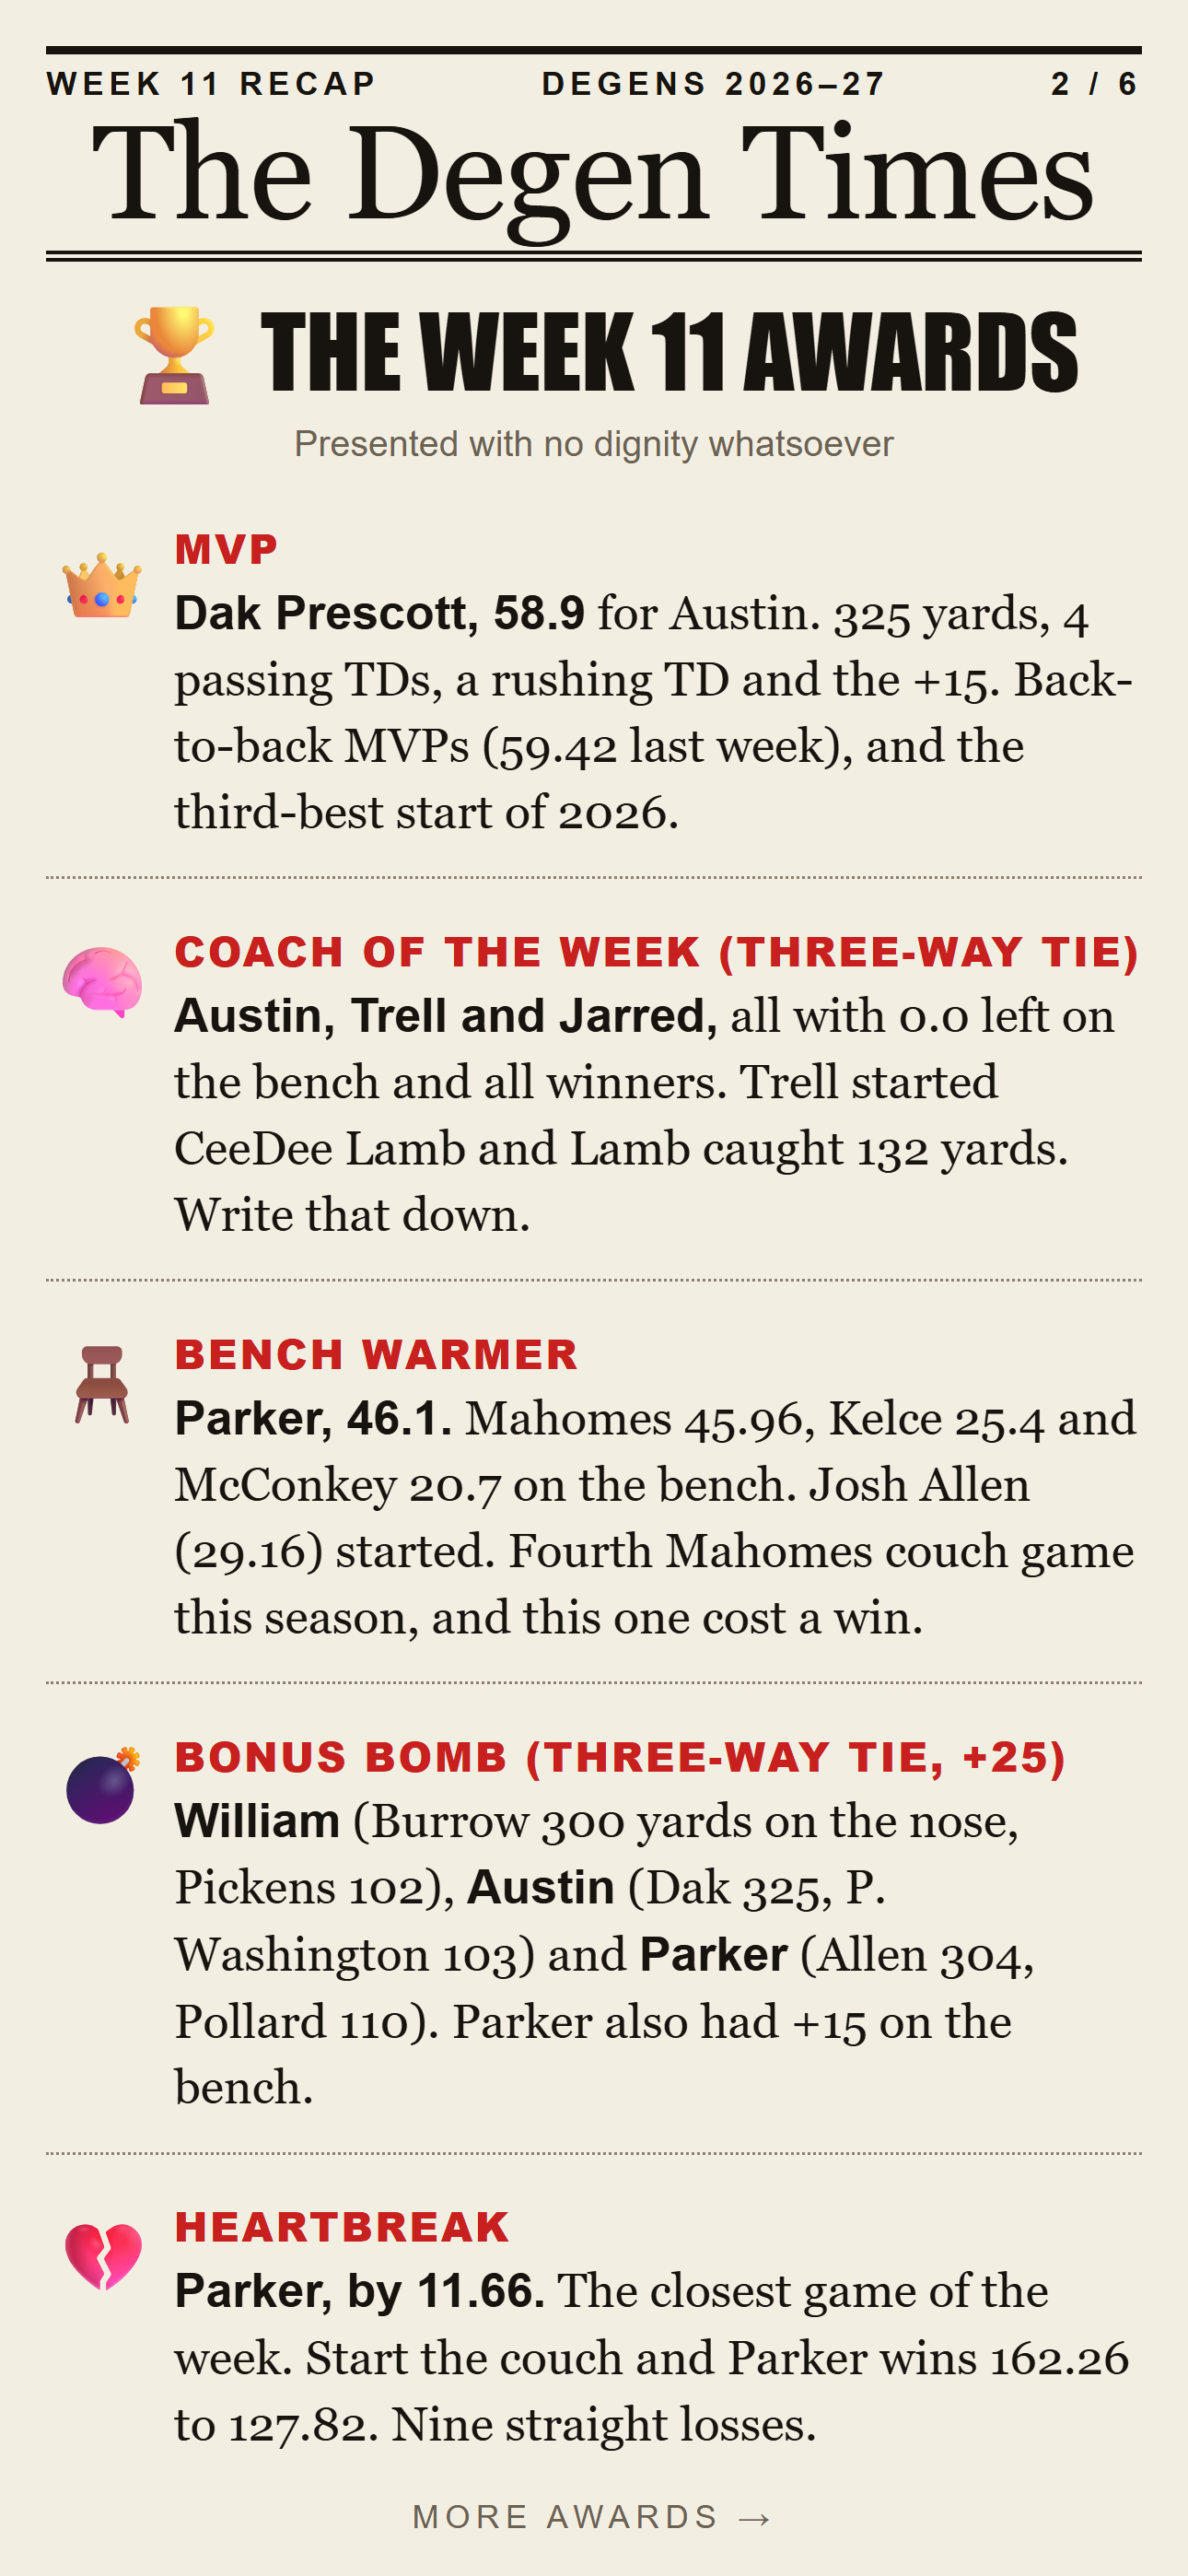 WEEK 11 RECAP DEGENS 2026–27 2 / 6
The Degen Times
THE WEEK 11 AWARDS
Presented with no dignity whatsoever
MVP
Dak Prescott, 58.9 for Austin. 325 yards, 4
passing TDs, a rushing TD and the +15. Back-
to-back MVPs (59.42 last week), and the
third-best start of 2026.
COACH OF THE WEEK (THREE-WAY TIE)
Austin, Trell and Jarred, all with 0.0 left on
the bench and all winners. Trell started
CeeDee Lamb and Lamb caught 132 yards.
Write that down.
BENCH WARMER
Parker, 46.1. Mahomes 45.96, Kelce 25.4 and
McConkey 20.7 on the bench. Josh Allen
(29.16) started. Fourth Mahomes couch game
this season, and this one cost a win.
BONUS BOMB (THREE-WAY TIE, +25)
William (Burrow 300 yards on the nose,
Pickens 102), Austin (Dak 325, P.
Washington 103) and Parker (Allen 304,
Pollard 110). Parker also had +15 on the
bench.
HEARTBREAK
Parker, by 11.66. The closest game of the
week. Start the couch and Parker wins 162.26
to 127.82. Nine straight losses.
MORE AWARDS →